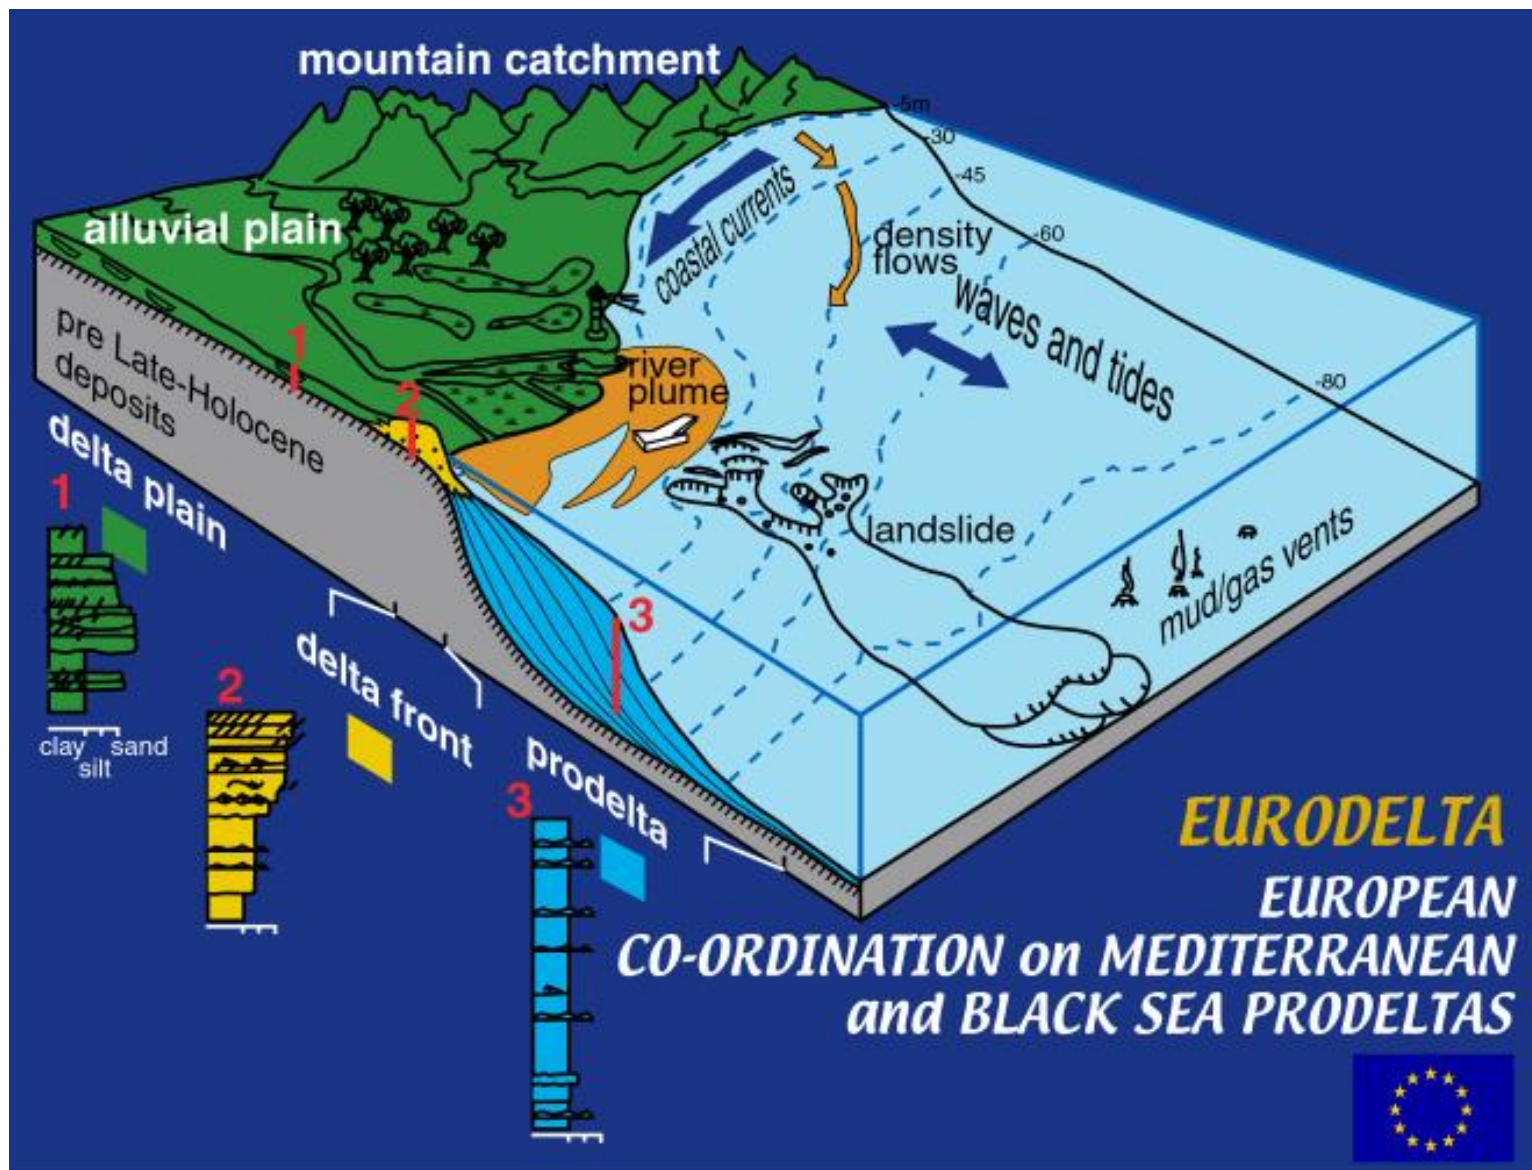 mountain catchment
-5m
-30
-45
-60
-80
alluvial plain
coastal currents
density
flows
waves and tides
pre Late-Holocene
deposits
1
2
river
plume
landslide
mud/gas vents
3
delta plain
1
clay sand
silt
delta front
2
prodelta
3
EURODELTA
EUROPEAN
CO-ORDINATION on MEDITERRANEAN
and BLACK SEA PRODELTAS